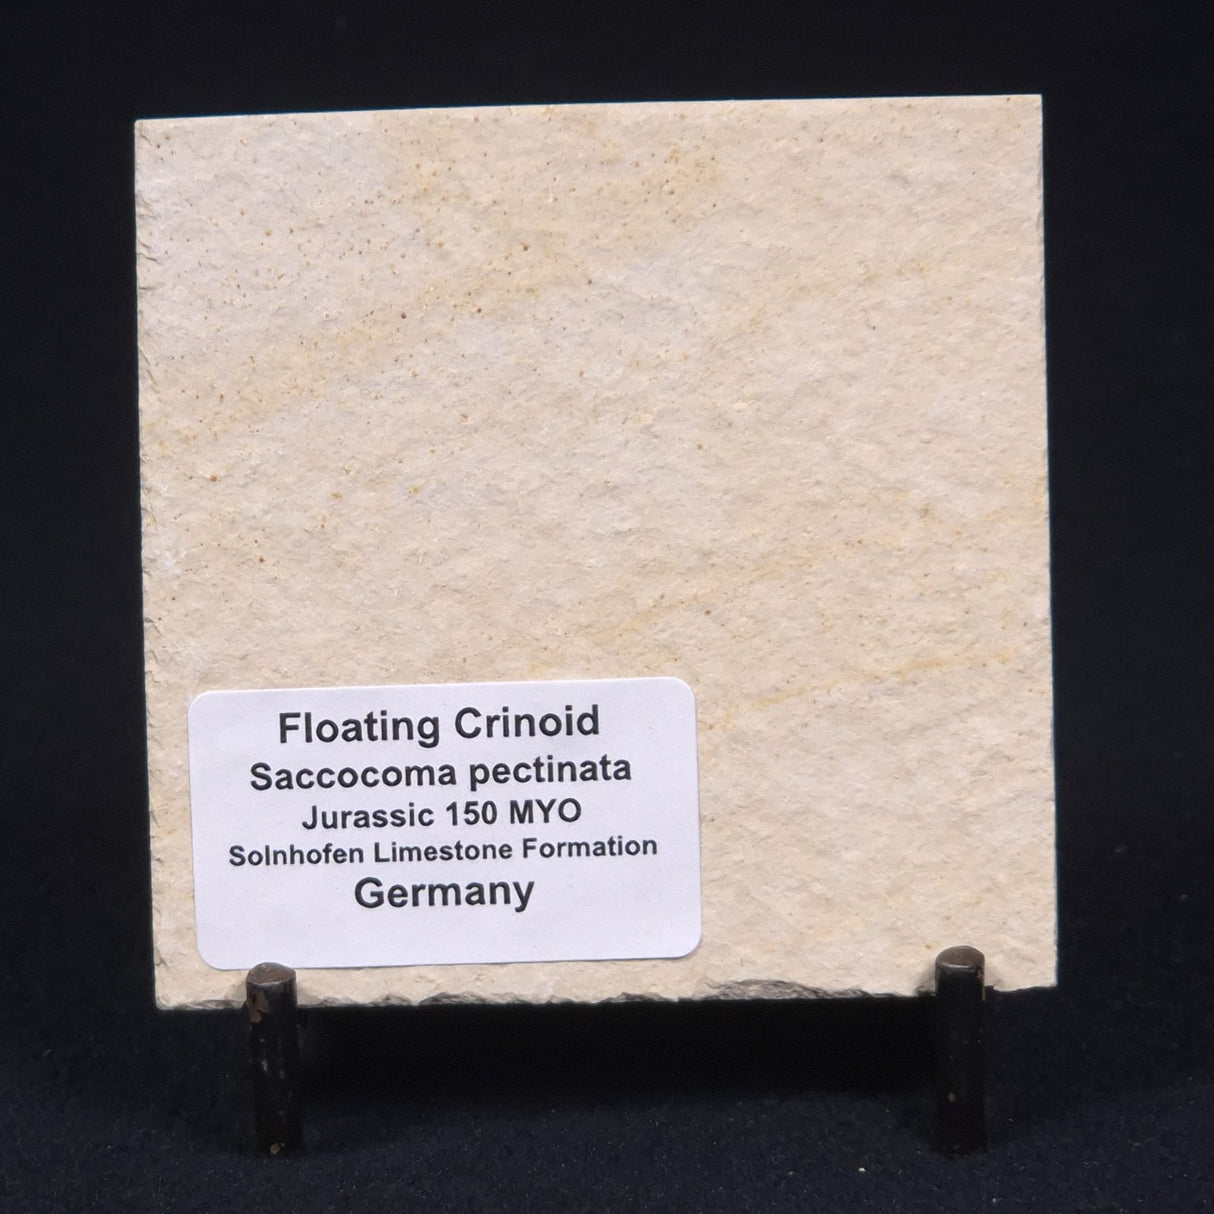 Floating Crinoid
Saccocoma pectinata
Jurassic 150 MYO
Solnhofen Limestone Formation
Germany